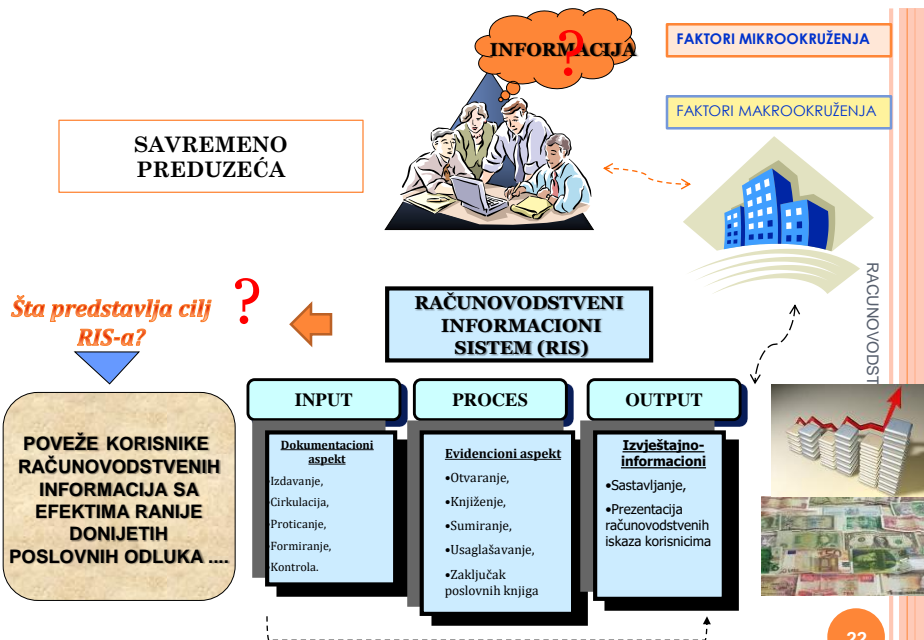 INFORMACIJA
?
FAKTORI MIKROOKRUŽENJA
FAKTORI MAKROOKRUŽENJA
SAVREMENO
PREDUZEĆA
Šta predstavlja cilj
RIS-a?
?
RAČUNOVODSTVENI
INFORMACIONI
SISTEM (RIS)
RACUNOVODST
INPUT
PROCES
OUTPUT
POVEŽE KORISNIKE
RAČUNOVODSTVENIH
INFORMACIJA SA
EFEKTIMA RANIJE
DONIJETIH
POSLOVNIH ODLUKA ....
Dokumentacioni
aspekt
•Izdavanje,
•Cirkulacija,
•Proticanje,
•Formiranje,
•Kontrola.
Evidencioni aspekt
•Otvaranje,
•Knjiženje,
•Sumiranje,
•Usaglašavanje,
•Zaključak
poslovnih knjiga
Izvještajno-
informacioni
•Sastavljanje,
•Prezentacija
računovodstvenih
iskaza korisnicima
22